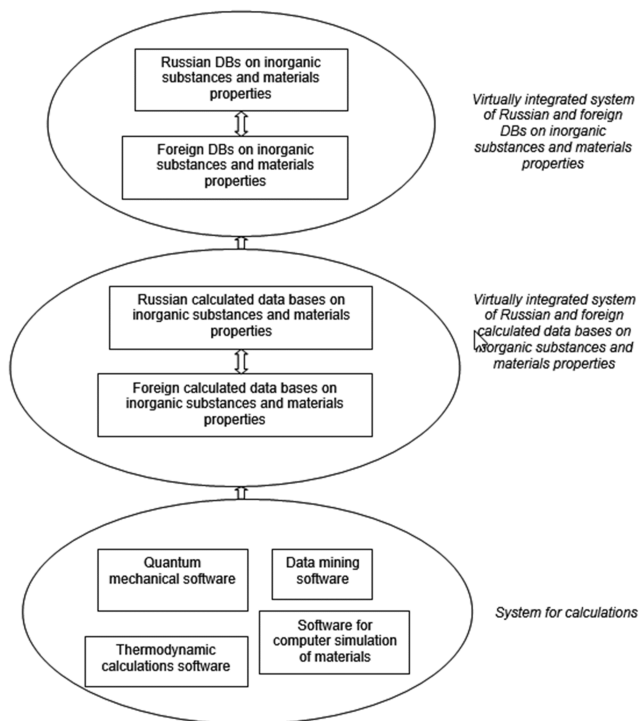 Russian DBs on inorganic
substances and materials
properties
Foreign DBs on inorganic
substances and materials
properties
Virtually integrated system
of Russian and foreign
DBs on inorganic
substances and materials
properties
Russian calculated data bases on
inorganic substances and materials
properties
Foreign calculated data bases on
inorganic substances and materials
properties
Virtually integrated system
of Russian and foreign
calculated data bases on
inorganic substances and
materials properties
Quantum
mechanical software
Data mining
software
Thermodynamic
calculations software
Software for
computer simulation
of materials
System for calculations